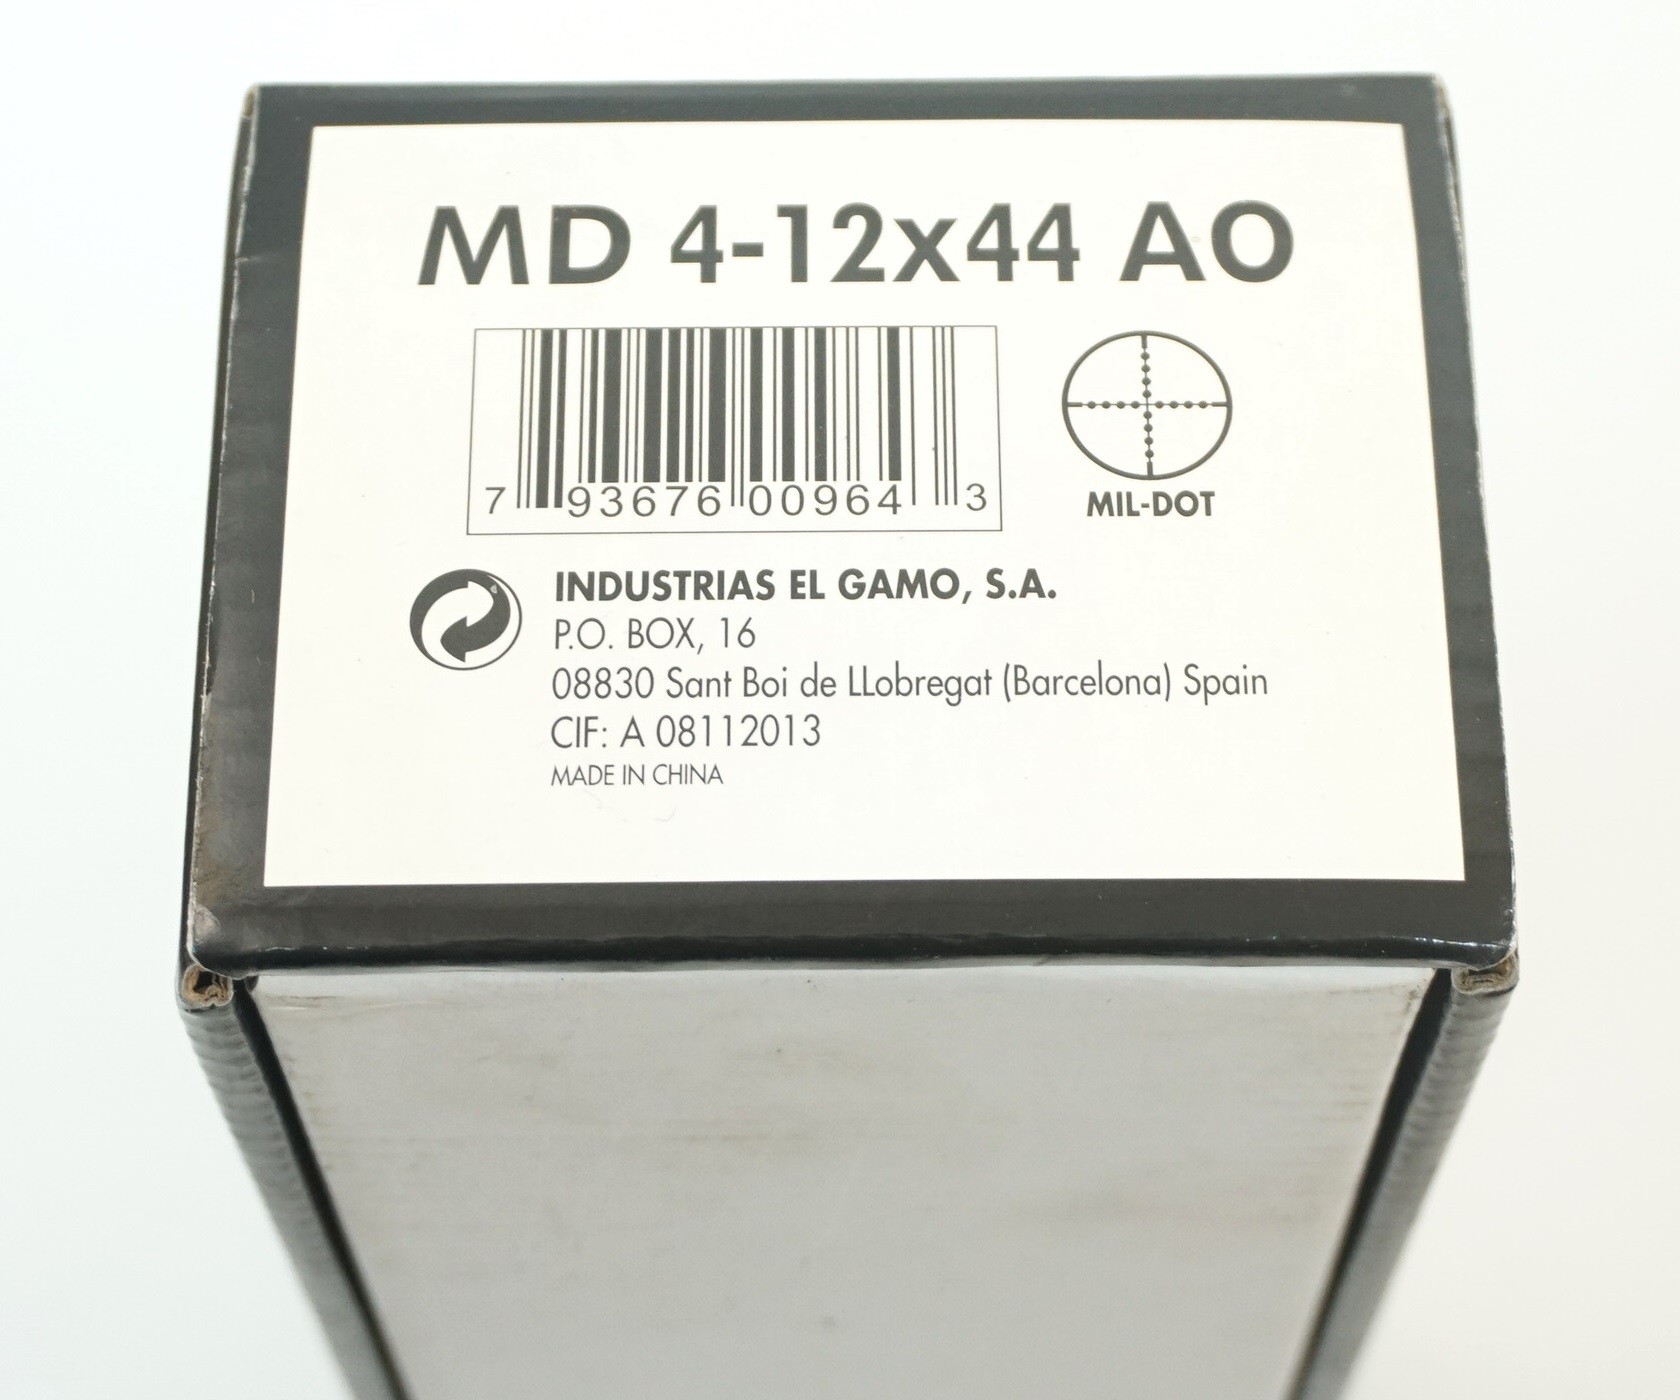 MD 4-12x44 AO
7 93676 00964 3
MIL-DOT
INDUSTRIAS EL GAMO, S.A.
P.O. BOX, 16
08830 Sant Boi de LLobregat (Barcelona) Spain
CIF: A 08112013
MADE IN CHINA